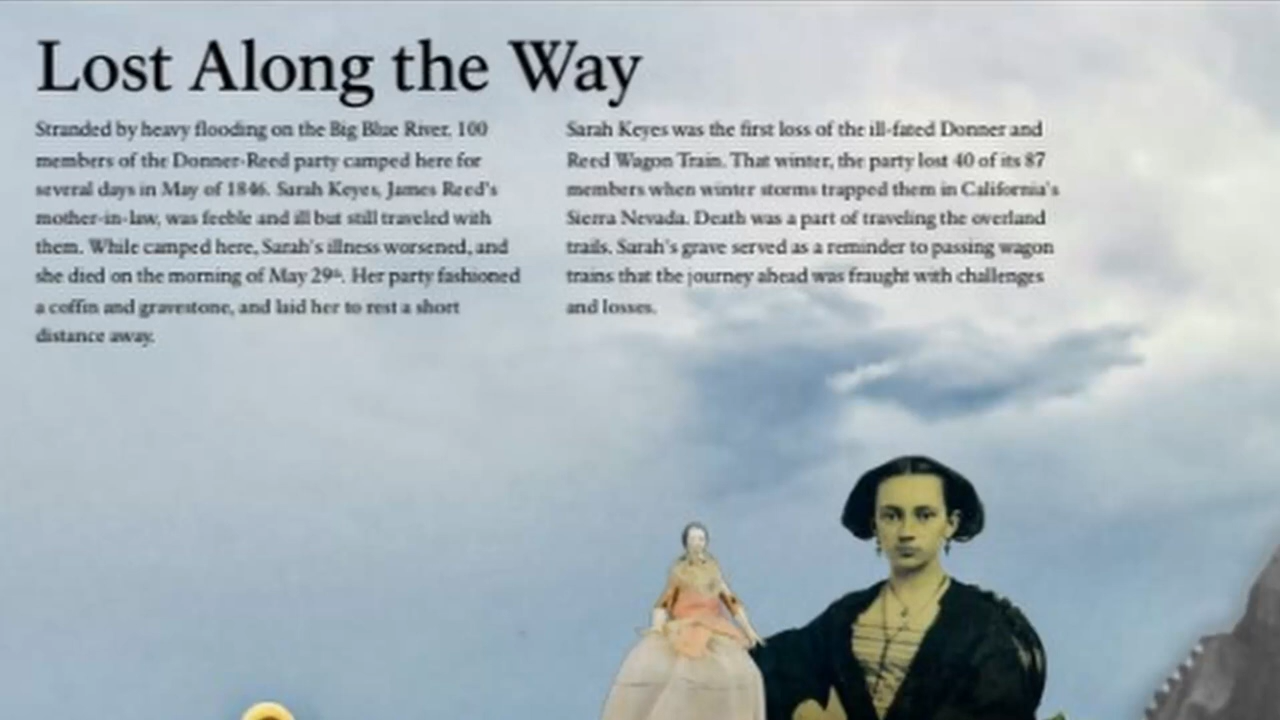 Lost Along the Way
Stranded by heavy flooding on the Big Blue River, 100
members of the Donner-Reed party camped here for
several days in May of 1846. Sarah Keyes, James Reed's
mother-in-law, was feeble and ill but still traveled with
them. While camped here, Sarah's illness worsened, and
she died on the morning of May 29th. Her party fashioned
a coffin and gravestone, and laid her to rest a short
distance away.
Sarah Keyes was the first loss of the ill-fated Donner and
Reed Wagon Train. That winter, the party lost 40 of its 87
members when winter storms trapped them in California's
Sierra Nevada. Death was a part of traveling the overland
trails. Sarah's grave served as a reminder to passing wagon
trains that the journey ahead was fraught with challenges
and losses.